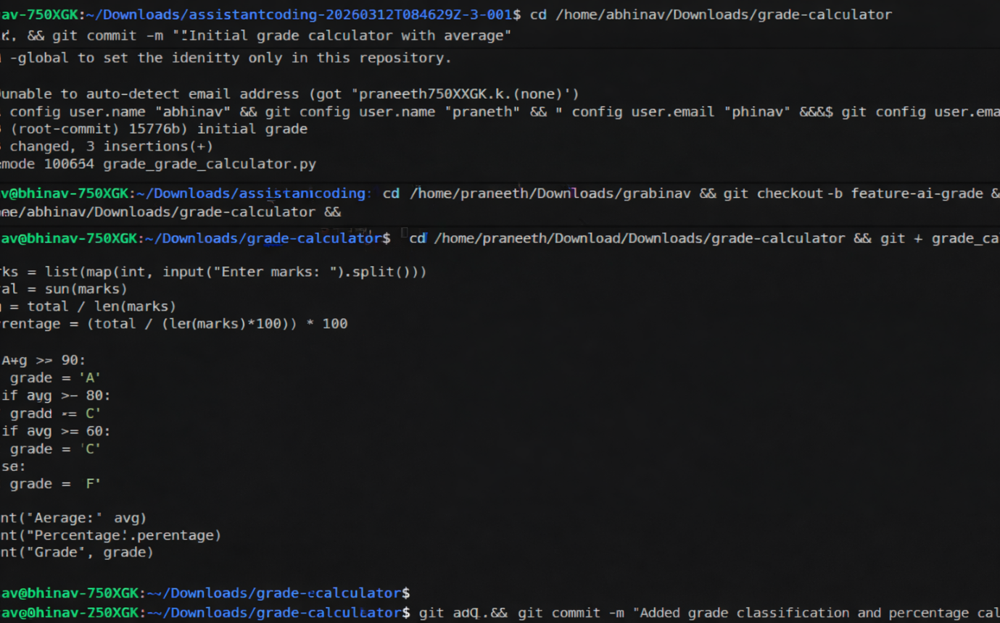 av-750XGK:~/Downloads/assistantcoding-20260312T084629Z-3-001$ cd /home/abhinav/Downloads/grade-calculator
&& git commit -m "Initial grade calculator with average"
-global to set the idenitty only in this repository.
unable to auto-detect email address (got "praneeth750XXGK.k.(none)')
config user.name "abhinav" && git config user.name "praneth" && " config user.email "phinav" &&&$ git config user.ema
(root-commit) 15776b) initial grade
changed, 3 insertions(+)
mode 100664 grade_grade_calculator.py
v@bhinav-750XGK:~/Downloads/assistanicoding: cd /home/praneeth/Downloads/grabinav && git checkout -b feature-ai-grade &
ee/abhinav/Downloads/grade-calculator &&
av@bhinav-750XGK:~/Downloads/grade-calculator$ cd /home/praneeth/Download/Downloads/grade-calculator && git + grade_ca
ks = list(map(int, input("Enter marks: ").split()))
al = sun(marks)
= total / len(marks)
rentage = (total / (len(marks)*100)) * 100
A+g >= 90:
grade = 'A'
if avg >- 80:
gradd -= C'
if avg >= 60:
grade = 'C'
se:
grade = F'
nt("Aerage:" avg)
nt("Percentage'.perentage)
nt("Grade", grade)
av@bhinav-750XGK:~~/Downloads/grade-ecalculator$
av@bhinav-750XGK:~~/Downloads/grade-calculeator$ git adQ.&& git commit -m "Added grade classification and percentage cal